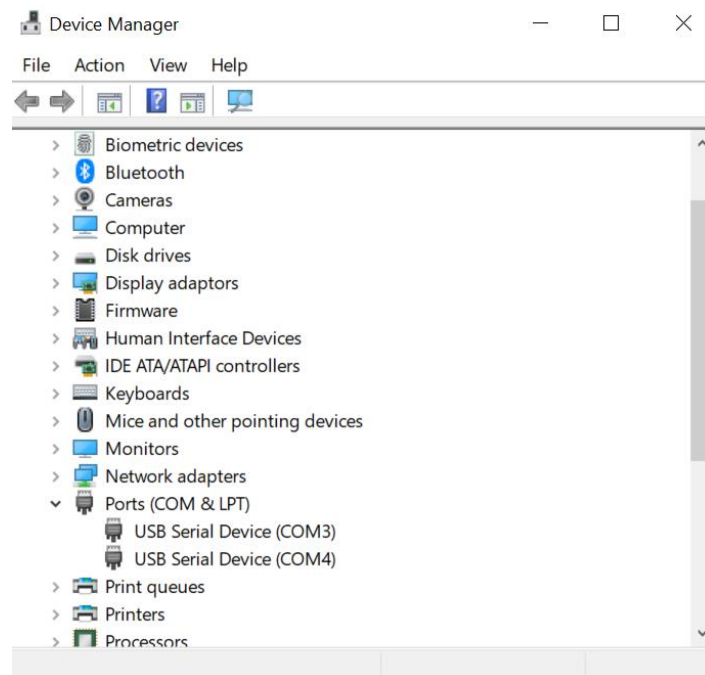 Device Manager
File Action View Help
Biometric devices
Bluetooth
Cameras
Computer
Disk drives
Display adaptors
Firmware
Human Interface Devices
IDE ATA/ATAPI controllers
Keyboards
Mice and other pointing devices
Monitors
Network adapters
Ports (COM & LPT)
USB Serial Device (COM3)
USB Serial Device (COM4)
Print queues
Printers
Processors